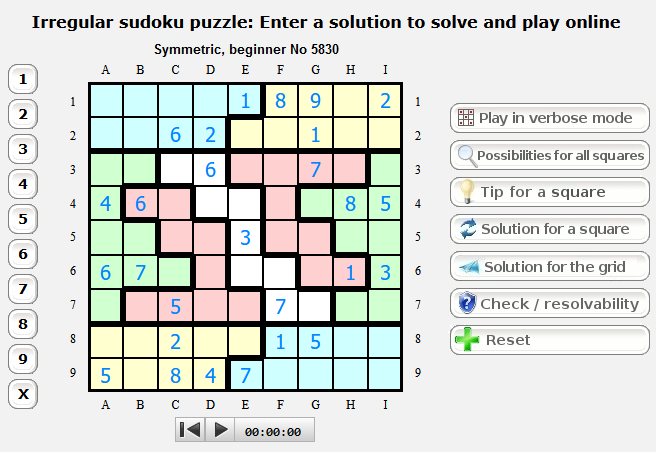 Irregular sudoku puzzle: Enter a solution to solve and play online
Symmetric, beginner No 5830
A B C D E F G H I
1 1 8 9 2 1
2 6 2 1 2
3 6 7 3
4 4 6 8 5 4
5 3 5
6 6 7 1 3 6
7 5 7 7
8 2 1 5 8
9 5 8 4 7 9
A B C D E F G H I
1
2
3
4
5
6
7
8
9
X
Play in verbose mode
Possibilities for all squares
Tip for a square
Solution for a square
Solution for the grid
Check / resolvability
Reset
00:00:00